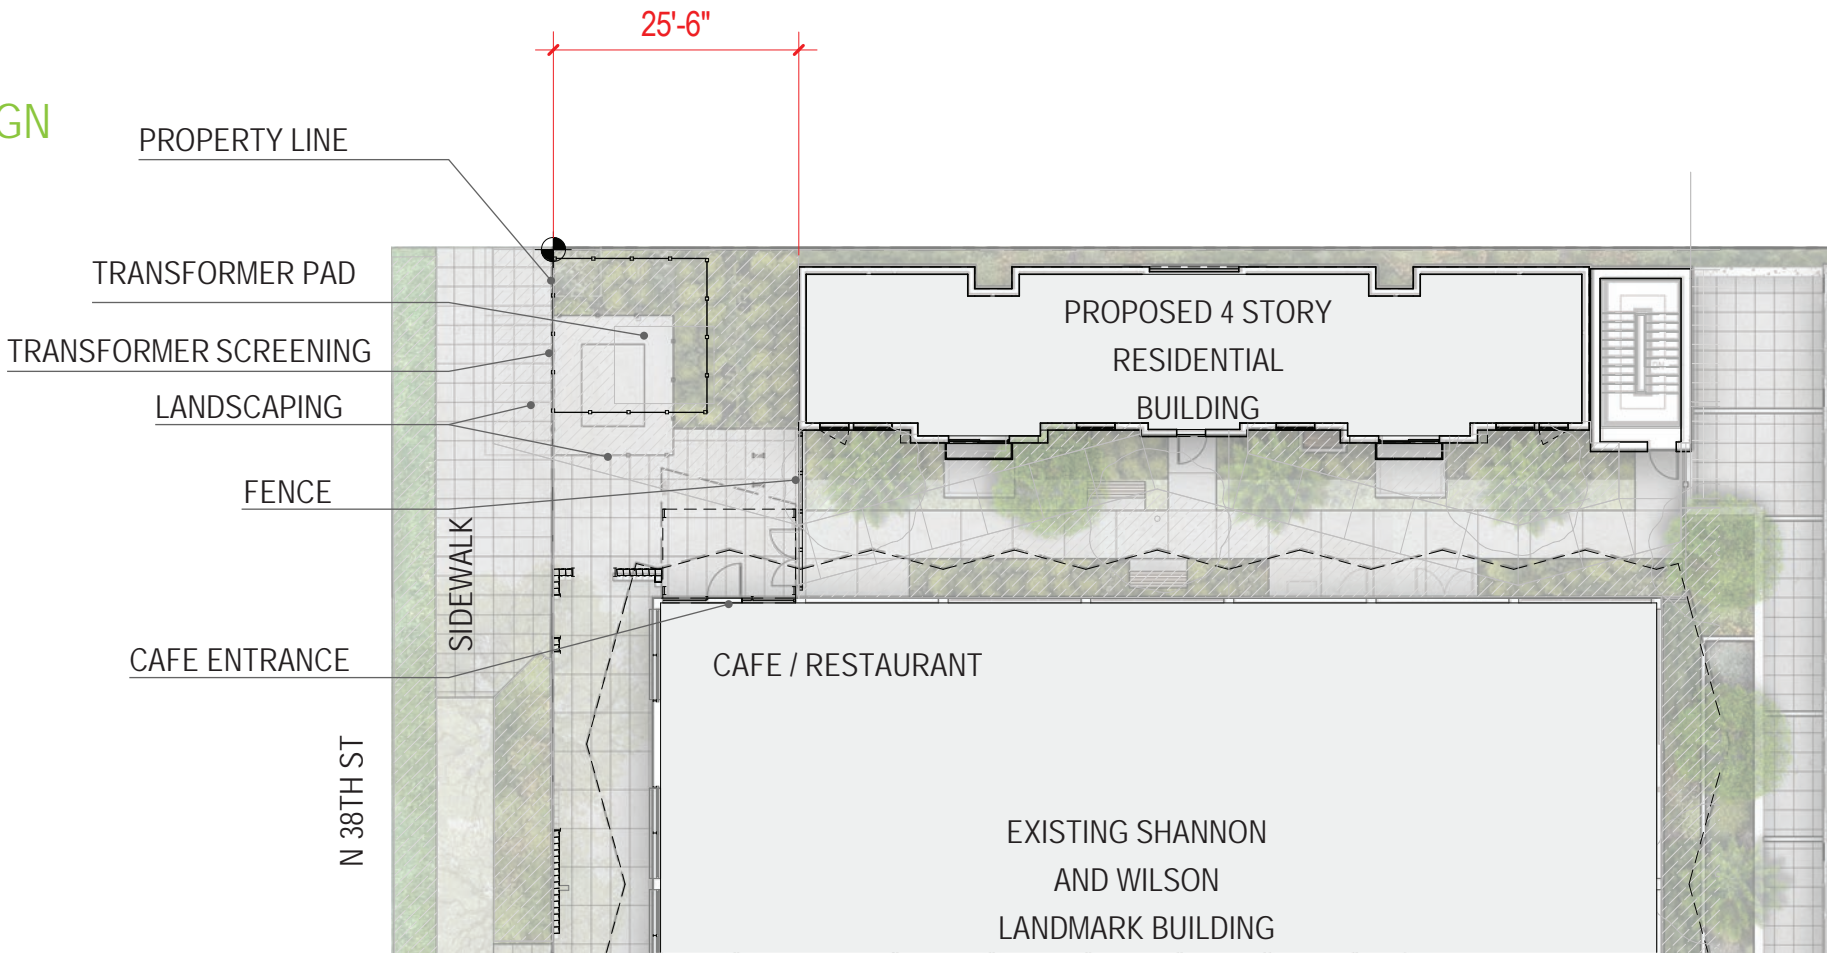 25'-6"
GN
PROPERTY LINE
TRANSFORMER PAD
TRANSFORMER SCREENING
LANDSCAPING
FENCE
SIDEWALK
CAFE ENTRANCE
N 38TH ST
PROPOSED 4 STORY
RESIDENTIAL
BUILDING
CAFE / RESTAURANT
EXISTING SHANNON
AND WILSON
LANDMARK BUILDING